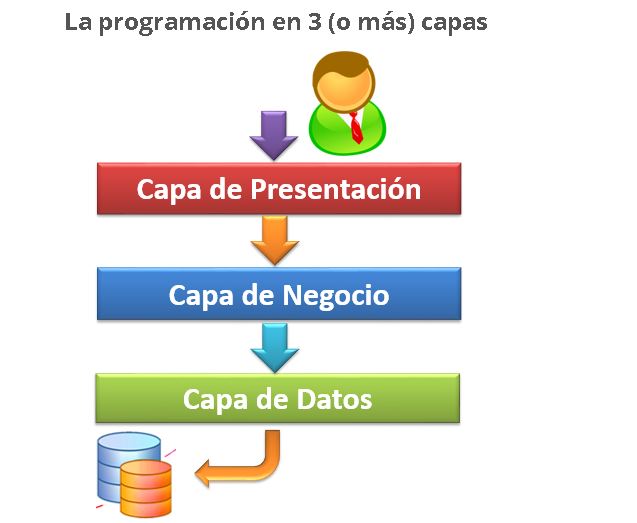 La programación en 3 (o más) capas
Capa de Presentación
Capa de Negocio
Capa de Datos